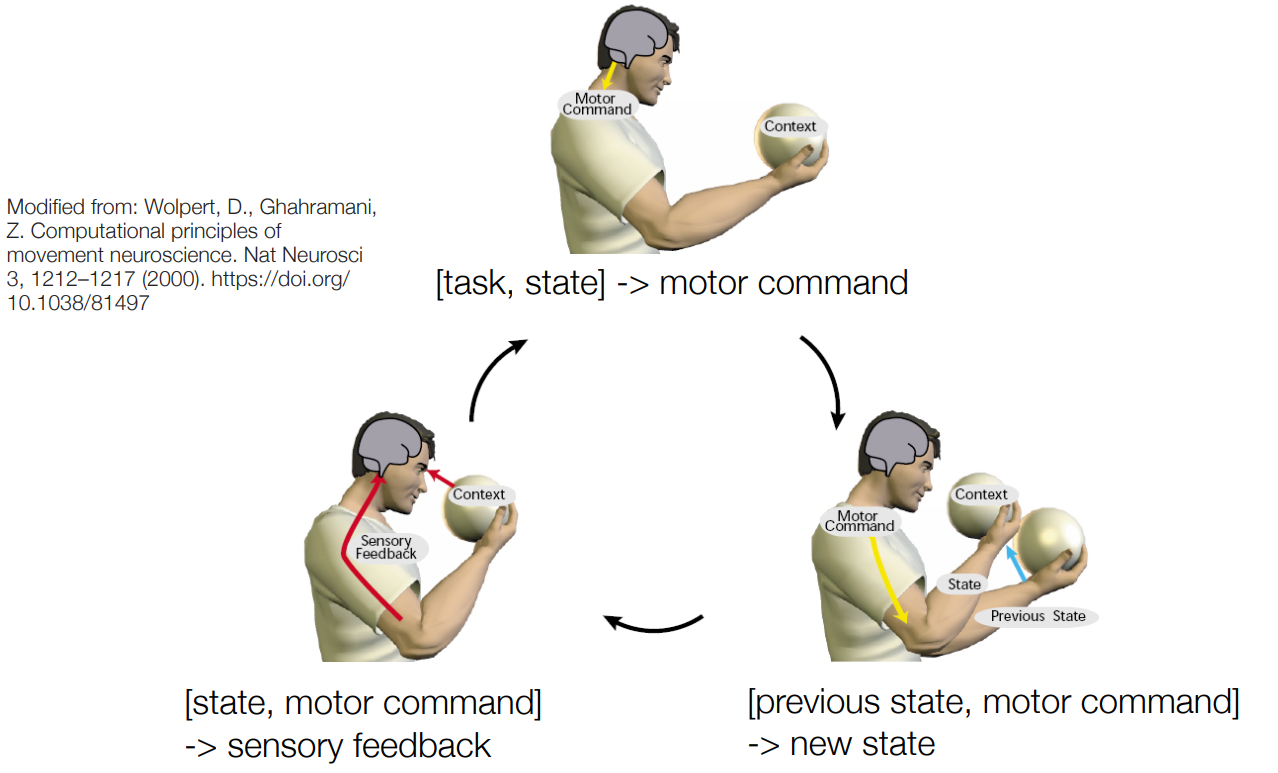 Motor
Command
Context
Modified from: Wolpert, D., Ghahramani,
Z. Computational principles of
movement neuroscience. Nat Neurosci
3, 1212–1217 (2000). https://doi.org/
10.1038/81497
[task, state] -> motor command
Context
Sensory
Feedback
[state, motor command]
-> sensory feedback
Motor
Command
Context
State
Previous State
[previous state, motor command]
-> new state